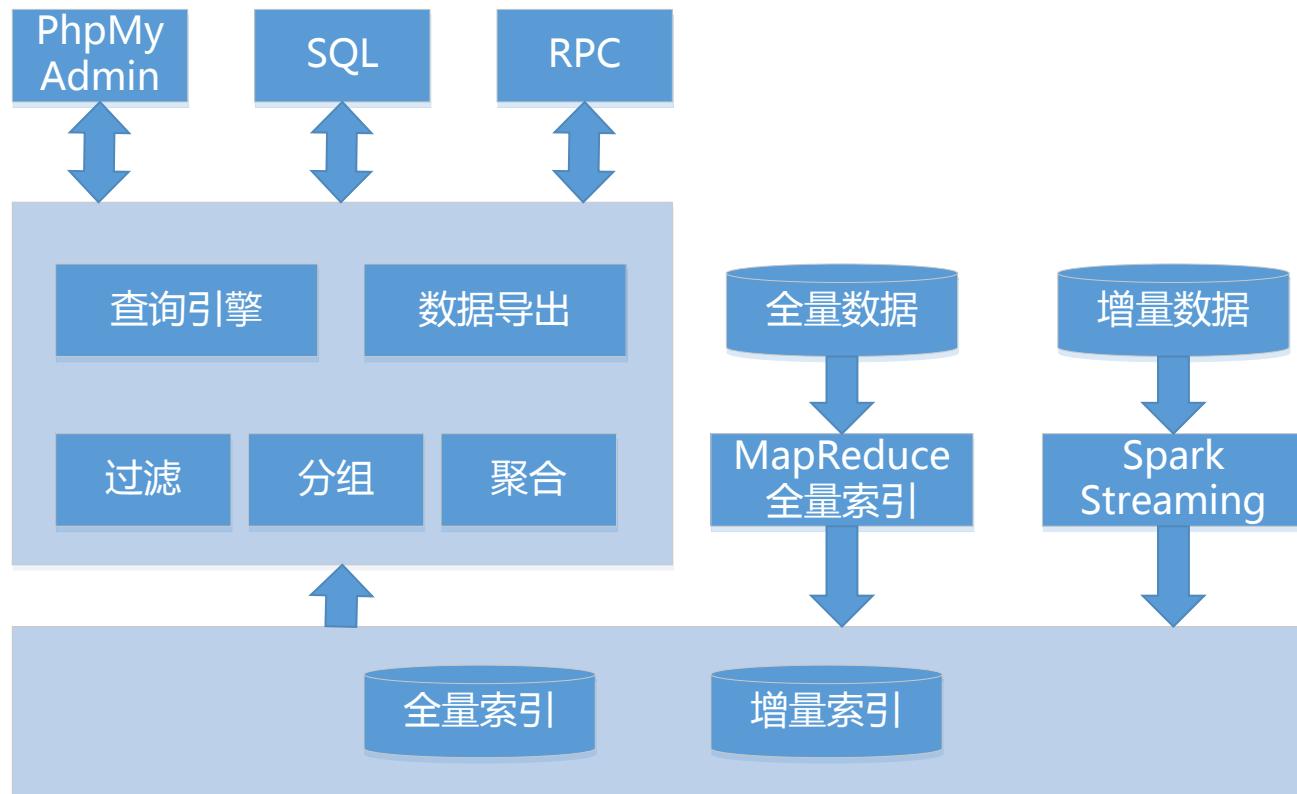 PhpMy
Admin
SQL
RPC
查询引擎
数据导出
全量数据
增量数据
过滤
分组
聚合
MapReduce
全量索引
Spark
Streaming
全量索引
增量索引